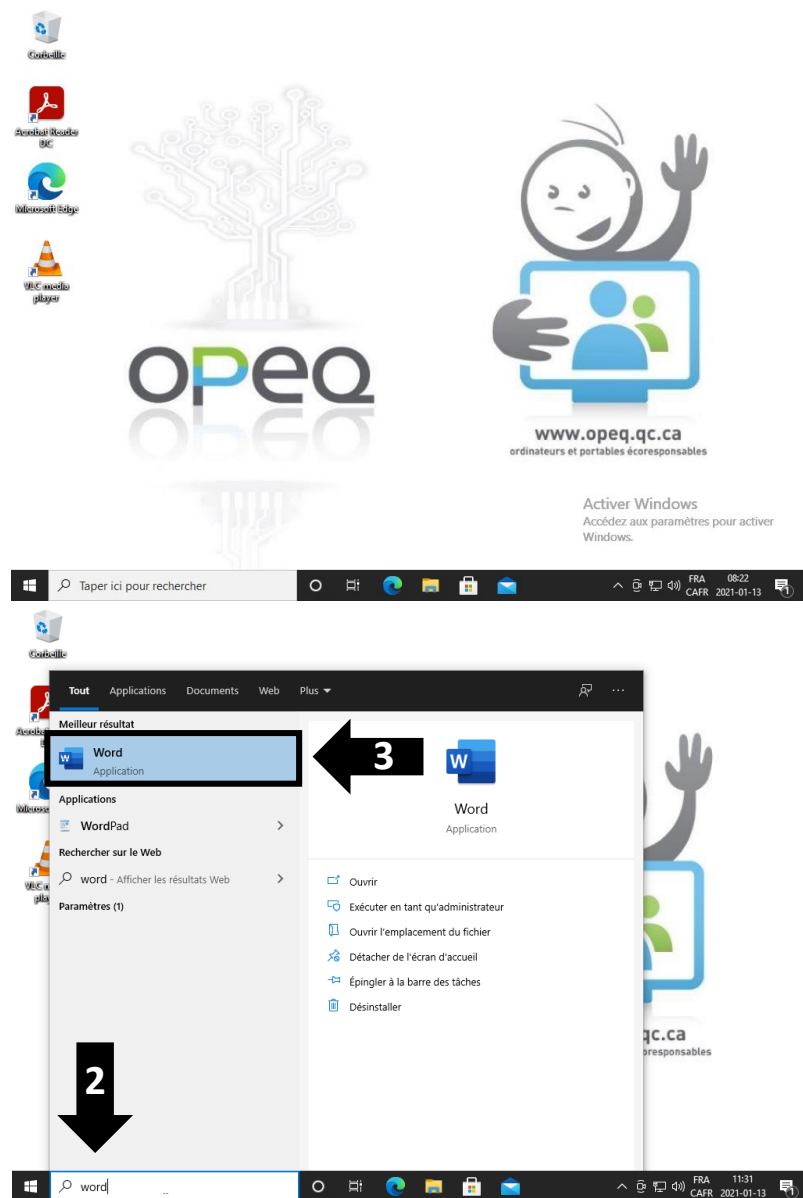 Corbeille
Acrobat Reader
DC
Microsoft Edge
VLC media
player
opeq
www.opeq.qc.ca
ordinateurs et portables écoresponsables
Activer Windows
Accédez aux paramètres pour activer
Windows.
Taper ici pour rechercher
FRA 08:22
CAFR 2021-01-13
1
Corbeille
Tout Applications Documents Web Plus
Meilleur résultat
Word
Application
3
W
Word
Application
Applications
WordPad
Rechercher sur le Web
word - Afficher les résultats Web
Paramètres (1)
Ouvrir
Exécuter en tant qu'administrateur
Ouvrir l'emplacement du fichier
Détacher de l'écran d'accueil
Épingler à la barre des tâches
Désinstaller
qc.ca
oresponsables
2
word
FRA 11:31
CAFR 2021-01-13
1